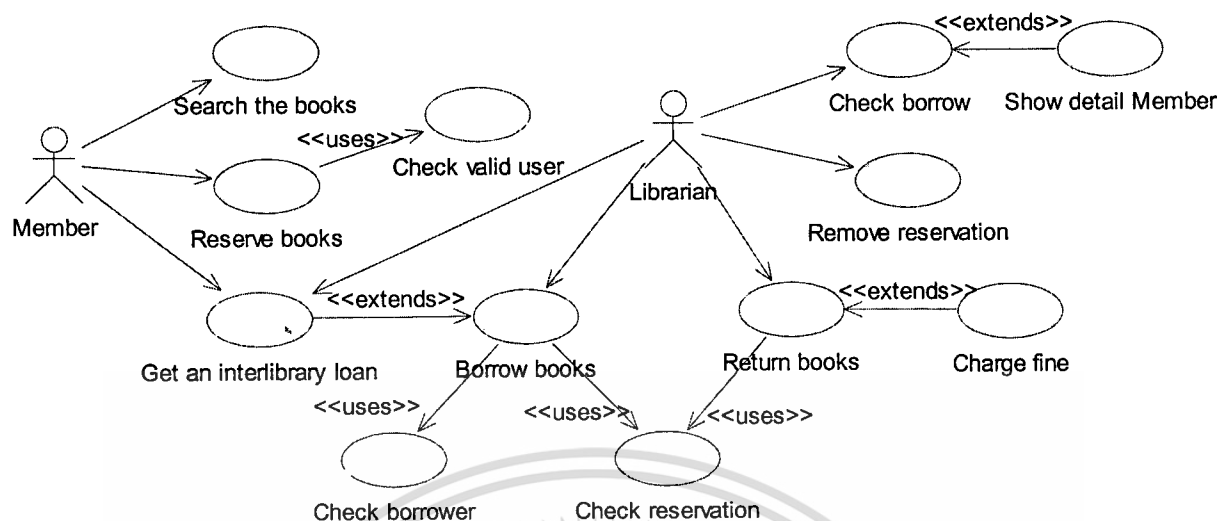 <<extends>>
Search the books
Check borrow
Show detail Member
<<uses>>
Check valid user
Member
Librarian
Reserve books
Remove reservation
<<extends>>
<<extends>>
Get an interlibrary loan
Borrow books
Return books
Charge fine
<<uses>>
<<uses>>
<<uses>>
Check borrower
Check reservation